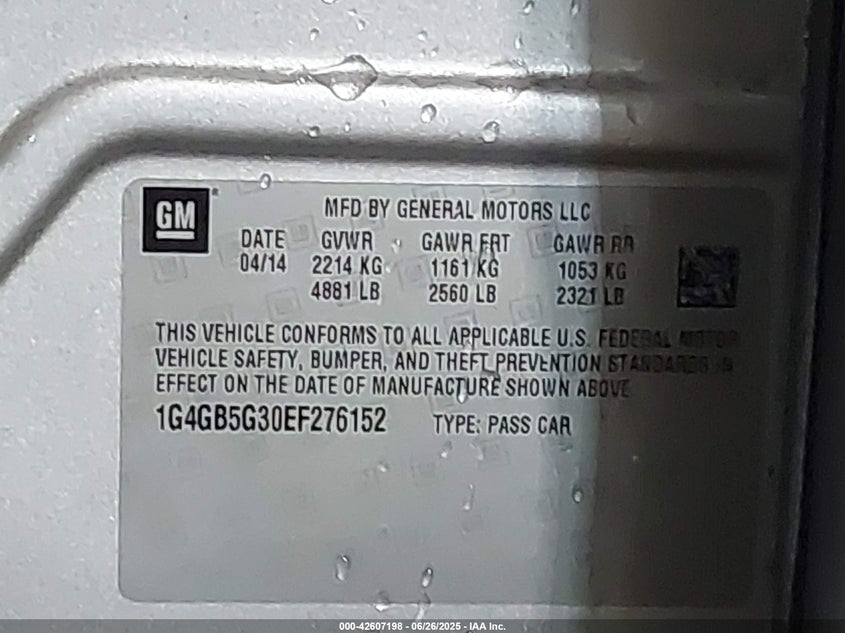 GM
MFD BY GENERAL MOTORS LLC
DATE GVWR GAWR FRT GAWR RR
04/14 2214 KG 1161 KG 1053 KG
4881 LB 2560 LB 2321 LB
THIS VEHICLE CONFORMS TO ALL APPLICABLE U.S. FEDERAL MOTOR
VEHICLE SAFETY, BUMPER, AND THEFT PREVENTION STANDARDS IN
EFFECT ON THE DATE OF MANUFACTURE SHOWN ABOVE
1G4GB5G30EF276152 TYPE: PASS CAR
000-42607198 - 06/26/2025 - IAA Inc.